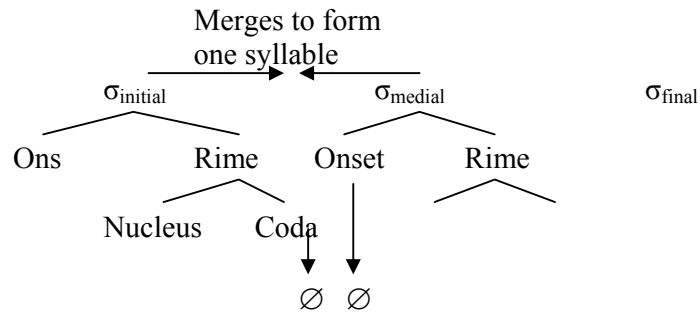 Merges to form
one syllable
σinitial σmedial σfinal
Ons Rime Onset Rime
Nucleus Coda
∅ ∅